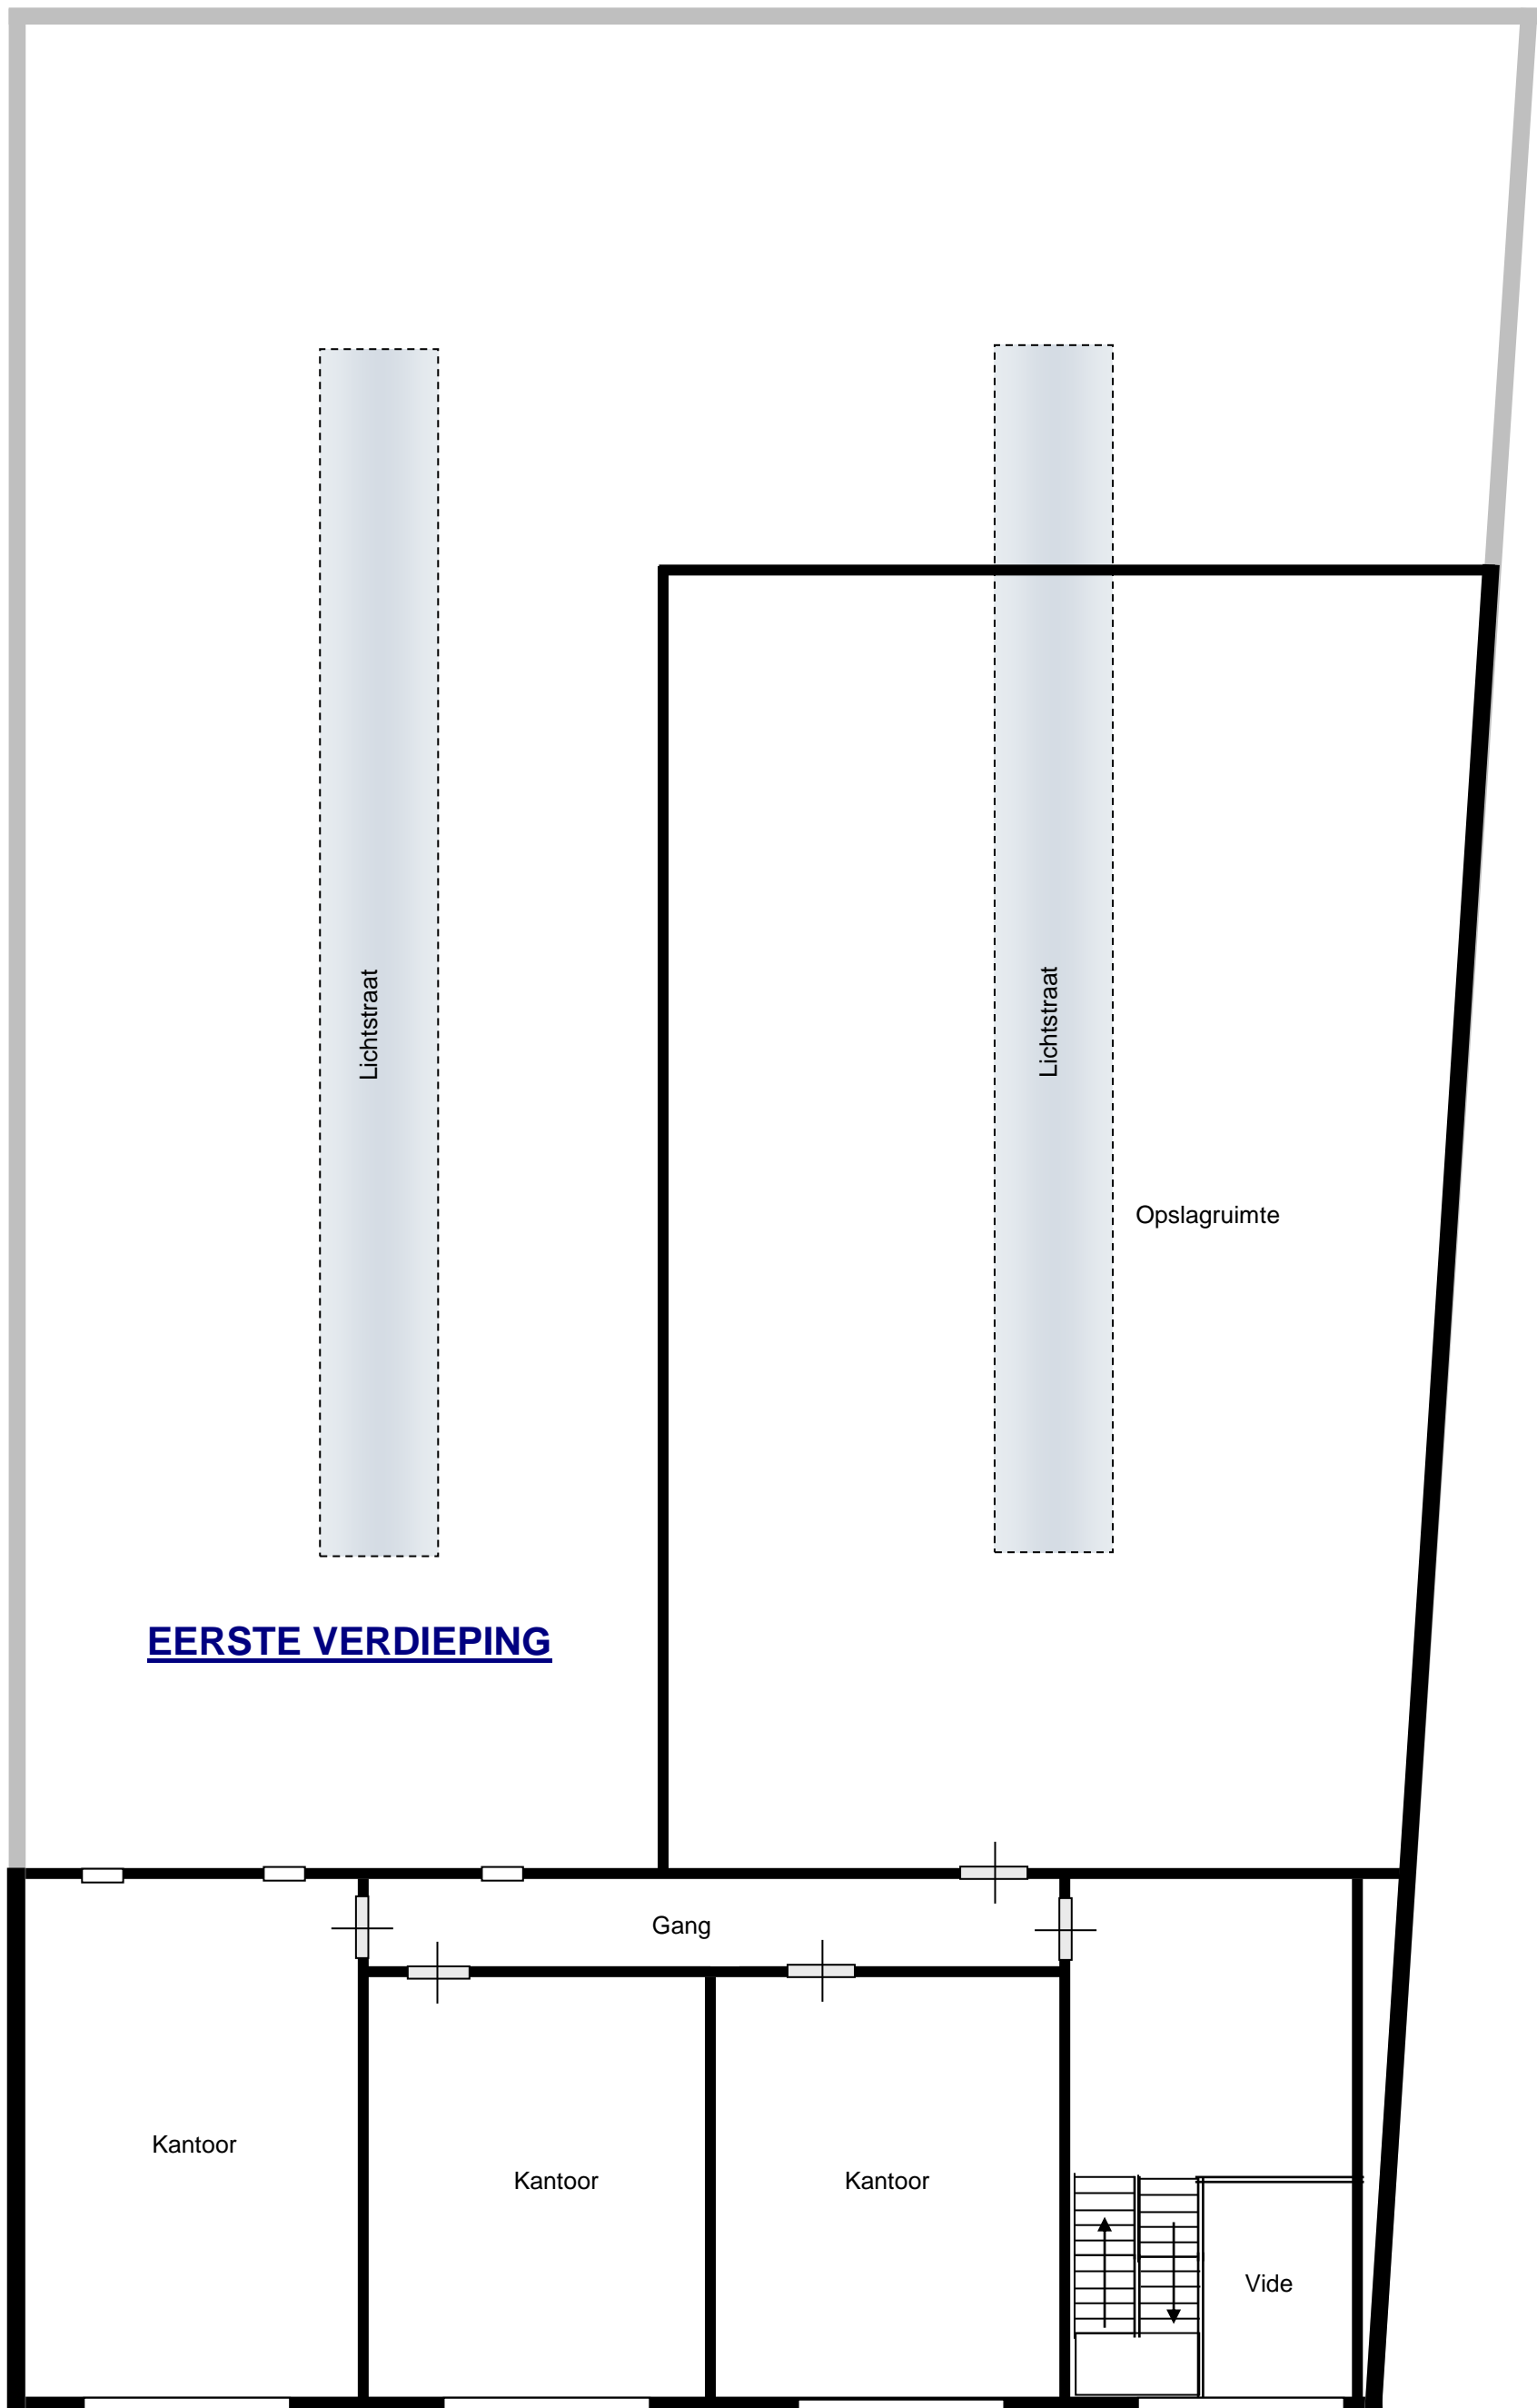 Lichtstraat
Lichtstraat
Opslagruimte
EERSTE VERDIEPING
Gang
Kantoor
Kantoor
Kantoor
Vide